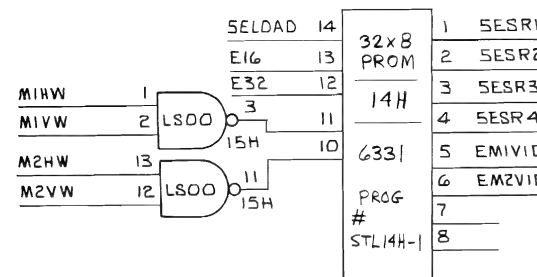 SELOAD 14
E16 13
E32 12
11
10
M1HW 1
M1VW 2
LS00
3
15H
M2HW 13
M2VW 12
LS00
11
15H
32x8
PROM
14H
6331
PROG
#
STL14H-1
1 SESR1
2 SESR2
3 SESR3
4 SESR4
5 EM1VID
6 EM2VI
7
8